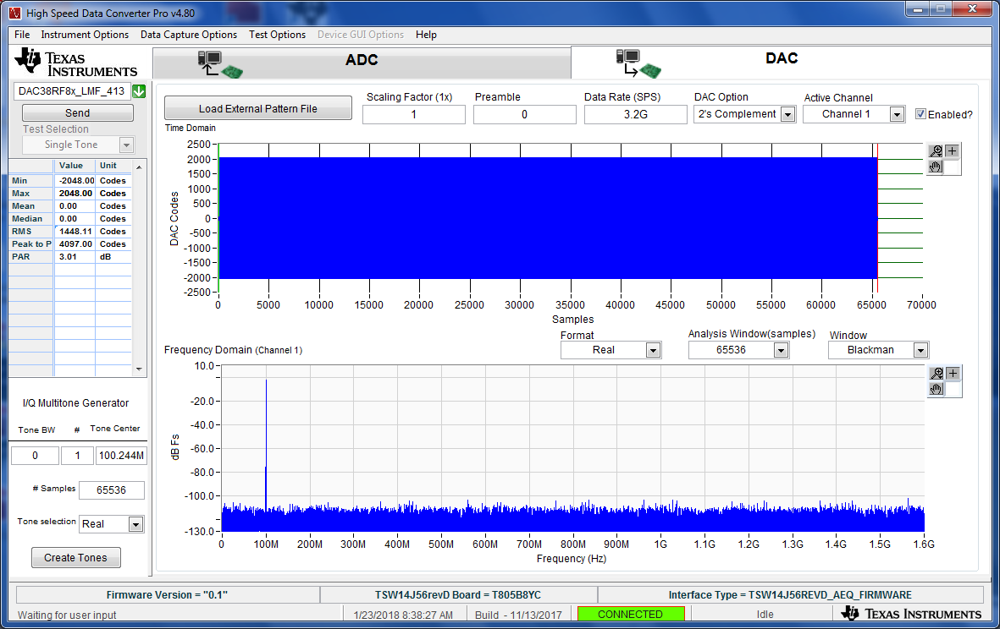 High Speed Data Converter Pro v4.80
File Instrument Options Data Capture Options Test Options Device GUI Options Help
TEXAS INSTRUMENTS
ADC
DAC
DAC38RF8x_LMF_413
Send
Test Selection
Single Tone
Value Unit
Min -2048.00 Codes
Max 2048.00 Codes
Mean 0.00 Codes
Median 0.00 Codes
RMS 1448.11 Codes
Peak to P 4097.00 Codes
PAR 3.01 dB
I/Q Multitone Generator
Tone BW # Tone Center
0 1 100.244M
# Samples 65536
Tone selection Real
Create Tones
Load External Pattern File
Scaling Factor (1x) Preamble Data Rate (SPS) DAC Option Active Channel
1 0 3.2G 2's Complement Channel 1 Enabled?
Time Domain
DAC Codes
2500
2000
1500
1000
500
0
-500
-1000
-1500
-2000
-2500
0 5000 10000 15000 20000 25000 30000 35000 40000 45000 50000 55000 60000 65000 70000
Samples
Format Analysis Window(samples) Window
Real 65536 Blackman
Frequency Domain (Channel 1)
dB Fs
10.0
-20.0
-40.0
-60.0
-80.0
-100.0
-130.0
0 100M 200M 300M 400M 500M 600M 700M 800M 900M 1G 1.1G 1.2G 1.3G 1.4G 1.5G 1.6G
Frequency (Hz)
Firmware Version = "0.1" TSW14J56revD Board = T805B8YC Interface Type = TSW14J56REVD_AEQ_FIRMWARE
Waiting for user input 1/23/2018 8:38:27 AM Build - 11/13/2017 CONNECTED Idle TEXAS INSTRUMENTS